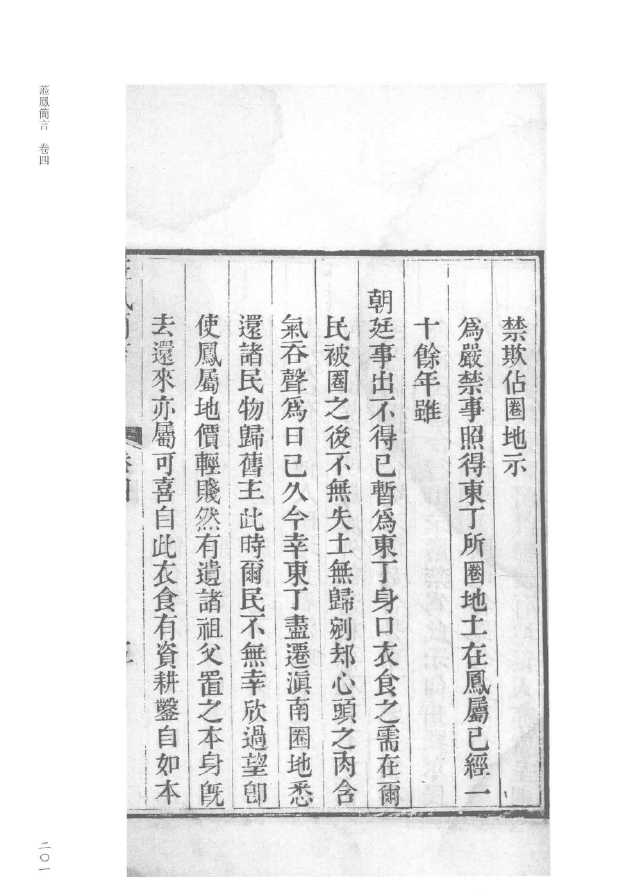 禁欺佔圈地示
為嚴禁事照得東丁所圈地土在鳳屬已經一
十餘年雖
朝廷事出不得已暫為東丁身口衣食之需在爾
民被圈之後不無失土無歸剜却心頭之肉含
氣吞聲為日已久今幸東丁盡遷滇南圈地悉
還諸民物歸舊主此時爾民不無幸欣過望卽
使鳳屬地價輕賤然有遺諸祖父置之本身旣
去還來亦屬可喜自此衣食有資耕鑿自如本
鳳簡言 卷四
二〇一